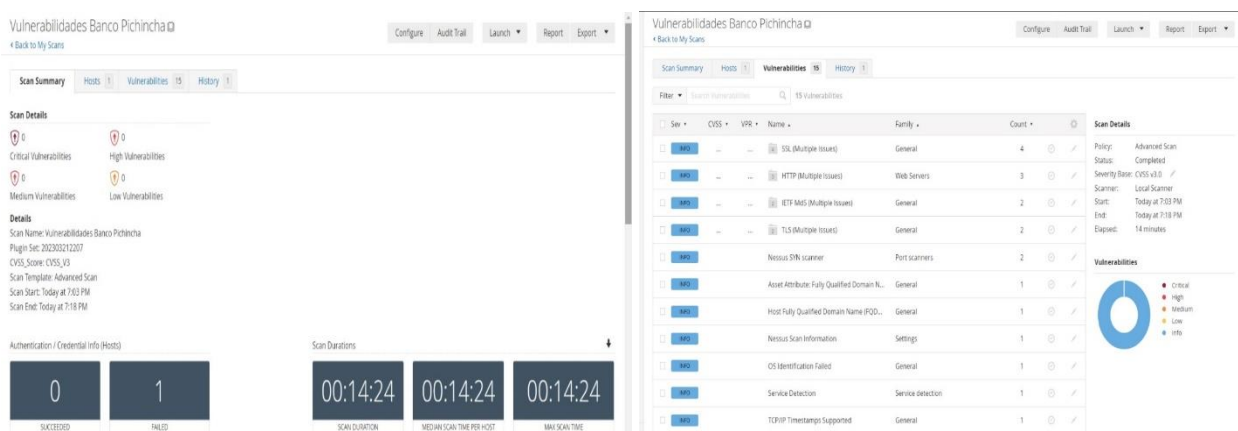 Vulnerabilidades Banco Pichincha
Configure Audit Trail Launch Report Export
Back to My Scans
Scan Summary Hosts 1 Vulnerabilities 15 History 1
Scan Details
0 0
Critical Vulnerabilities High Vulnerabilities
0 0
Medium Vulnerabilities Low Vulnerabilities
Details
Scan Name: Vulnerabilidades Banco Pichincha
Plugin Set: 202303212207
CVSS_Score: CVSS_V3
Scan Template: Advanced Scan
Scan Start: Today at 7:03 PM
Scan End: Today at 7:18 PM
Authentication / Credential Info (Hosts)
0 1
SUCCEEDED FAILED
Scan Durations
00:14:24 00:14:24 00:14:24
SCAN DURATION MEDIAN SCAN TIME PER HOST MAX SCAN TIME
Vulnerabilidades Banco Pichincha
Configure Audit Trail Launch Report Export
Back to My Scans
Scan Summary Hosts 1 Vulnerabilities 15 History 1
Filter Search Vulnerabilities 15 Vulnerabilities
Sev CVSS VPR Name Family Count
INFO ... ... SSL (Multiple Issues) General 4
INFO ... ... HTTP (Multiple Issues) Web Servers 3
INFO ... ... IETF Md5 (Multiple Issues) General 2
INFO ... ... TLS (Multiple Issues) General 2
INFO Nessus SYN scanner Port scanners 2
INFO Asset Attribute: Fully Qualified Domain N... General 1
INFO Host Fully Qualified Domain Name (FQD... General 1
INFO Nessus Scan Information Settings 1
INFO OS Identification Failed General 1
INFO Service Detection Service detection 1
INFO TCP/IP Timestamps Supported General 1
Scan Details
Policy: Advanced Scan
Status: Completed
Severity Base: CVSS v3.0
Scanner: Local Scanner
Start: Today at 7:03 PM
End: Today at 7:18 PM
Elapsed: 14 minutes
Vulnerabilities
Critical
High
Medium
Low
Info